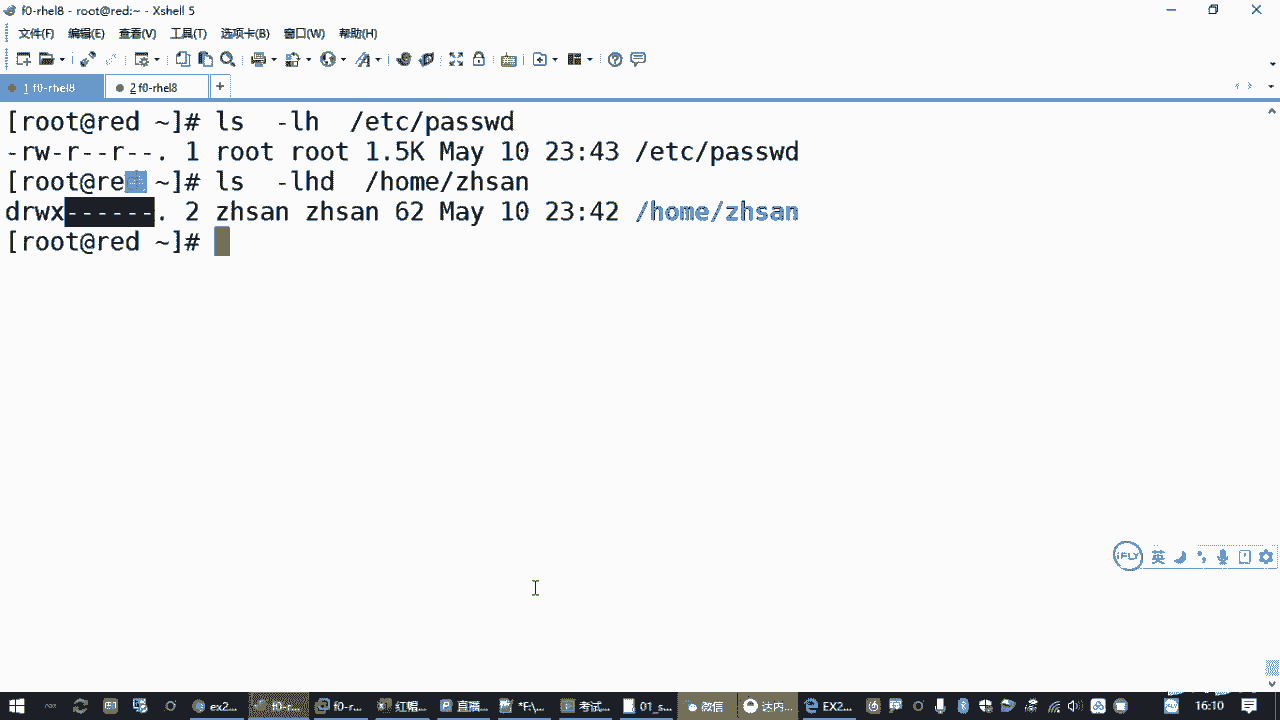 f0-rhel8 - root@red:~ - Xshell 5
文件(F) 编辑(E) 查看(V) 工具(T) 选项卡(B) 窗口(W) 帮助(H)
1 f0-rhel8 2 f0-rhel8 +
[root@red ~]# ls  -lh  /etc/passwd
-rw-r--r--. 1 root root 1.5K May 10 23:43 /etc/passwd
[root@red ~]# ls  -lhd  /home/zhsan
drwx------. 2 zhsan zhsan 62 May 10 23:42 /home/zhsan
[root@red ~]#
iFLY 英
ex2... f0-r... f0-r... 红帽... 直播... *F:\... 考试... 01_s... 微信 达内... EX2... 16:10